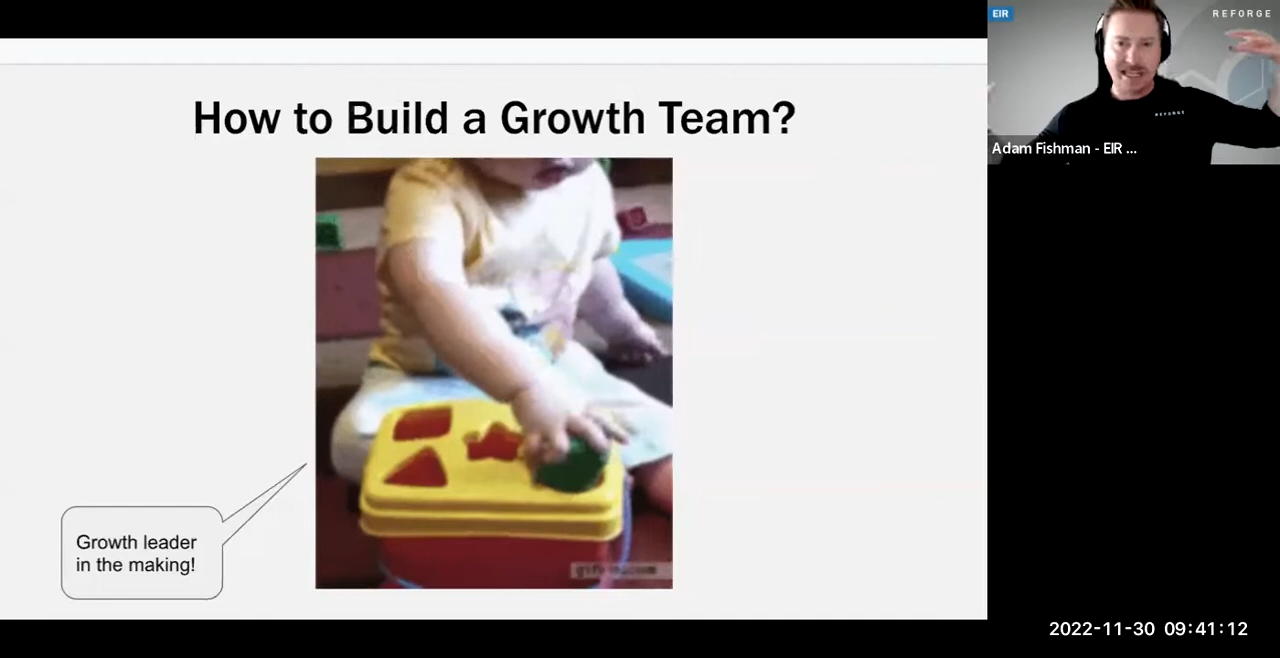 EIR
REFORGE
How to Build a Growth Team?
REFORGE
Adam Fishman - EIR ...
Growth leader
in the making!
2022-11-30 09:41:12